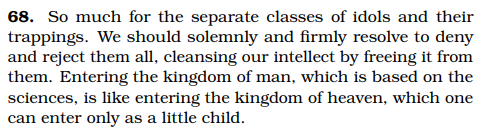 68. So much for the separate classes of idols and their
trappings. We should solemnly and firmly resolve to deny
and reject them all, cleansing our intellect by freeing it from
them. Entering the kingdom of man, which is based on the
sciences, is like entering the kingdom of heaven, which one
can enter only as a little child.